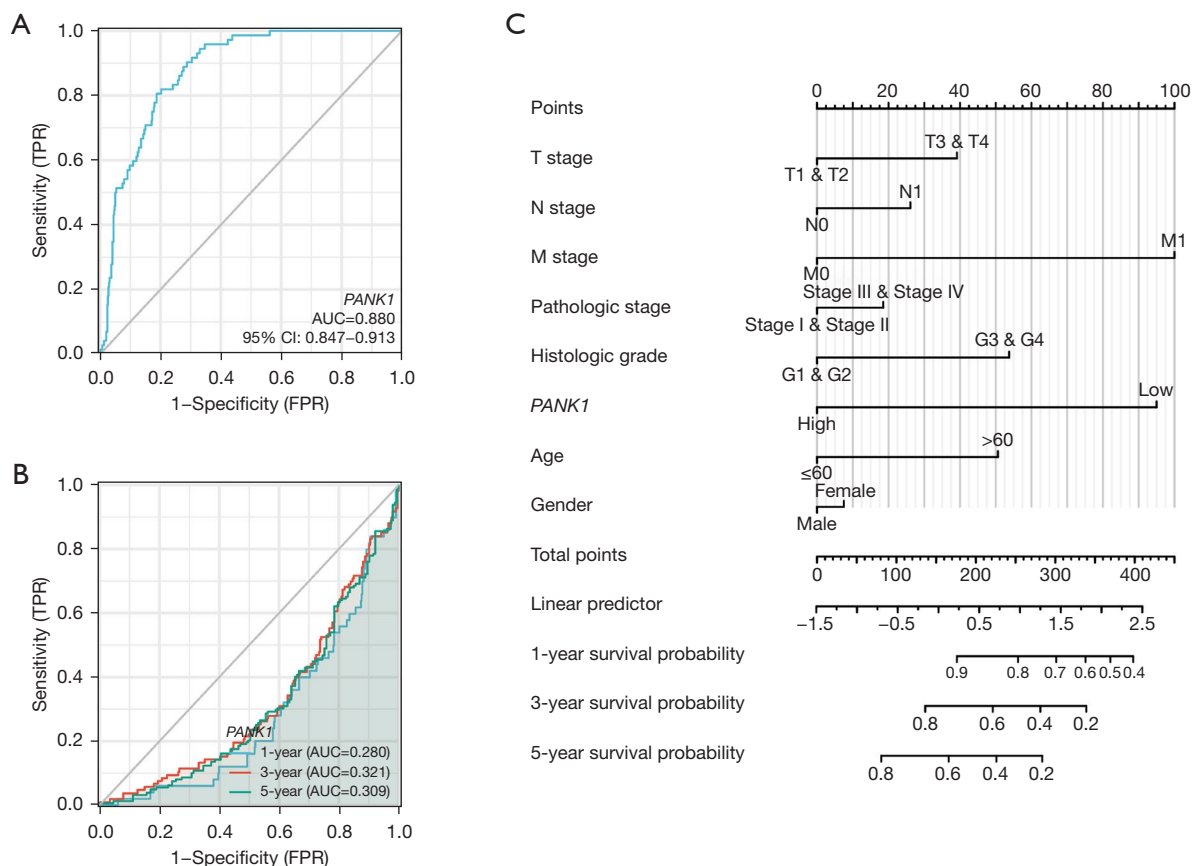 A
1.0
0.8
0.6
0.4
0.2
0.0
Sensitivity (TPR)
PANK1
AUC=0.880
95% CI: 0.847–0.913
0.0 0.2 0.4 0.6 0.8 1.0
1–Specificity (FPR)
B
1.0
0.8
0.6
0.4
0.2
0.0
Sensitivity (TPR)
PANK1
1-year (AUC=0.280)
3-year (AUC=0.321)
5-year (AUC=0.309)
0.0 0.2 0.4 0.6 0.8 1.0
1–Specificity (FPR)
C
0 20 40 60 80 100
Points
T3 & T4
T stage
T1 & T2
N1
N stage
N0
M1
M stage
M0
Stage III & Stage IV
Pathologic stage
Stage I & Stage II
G3 & G4
Histologic grade
G1 & G2
Low
PANK1
High
>60
Age
≤60
Female
Gender
Male
Total points
0 100 200 300 400
Linear predictor
−1.5 −0.5 0.5 1.5 2.5
1-year survival probability
0.9 0.8 0.7 0.6 0.5 0.4
3-year survival probability
0.8 0.6 0.4 0.2
5-year survival probability
0.8 0.6 0.4 0.2